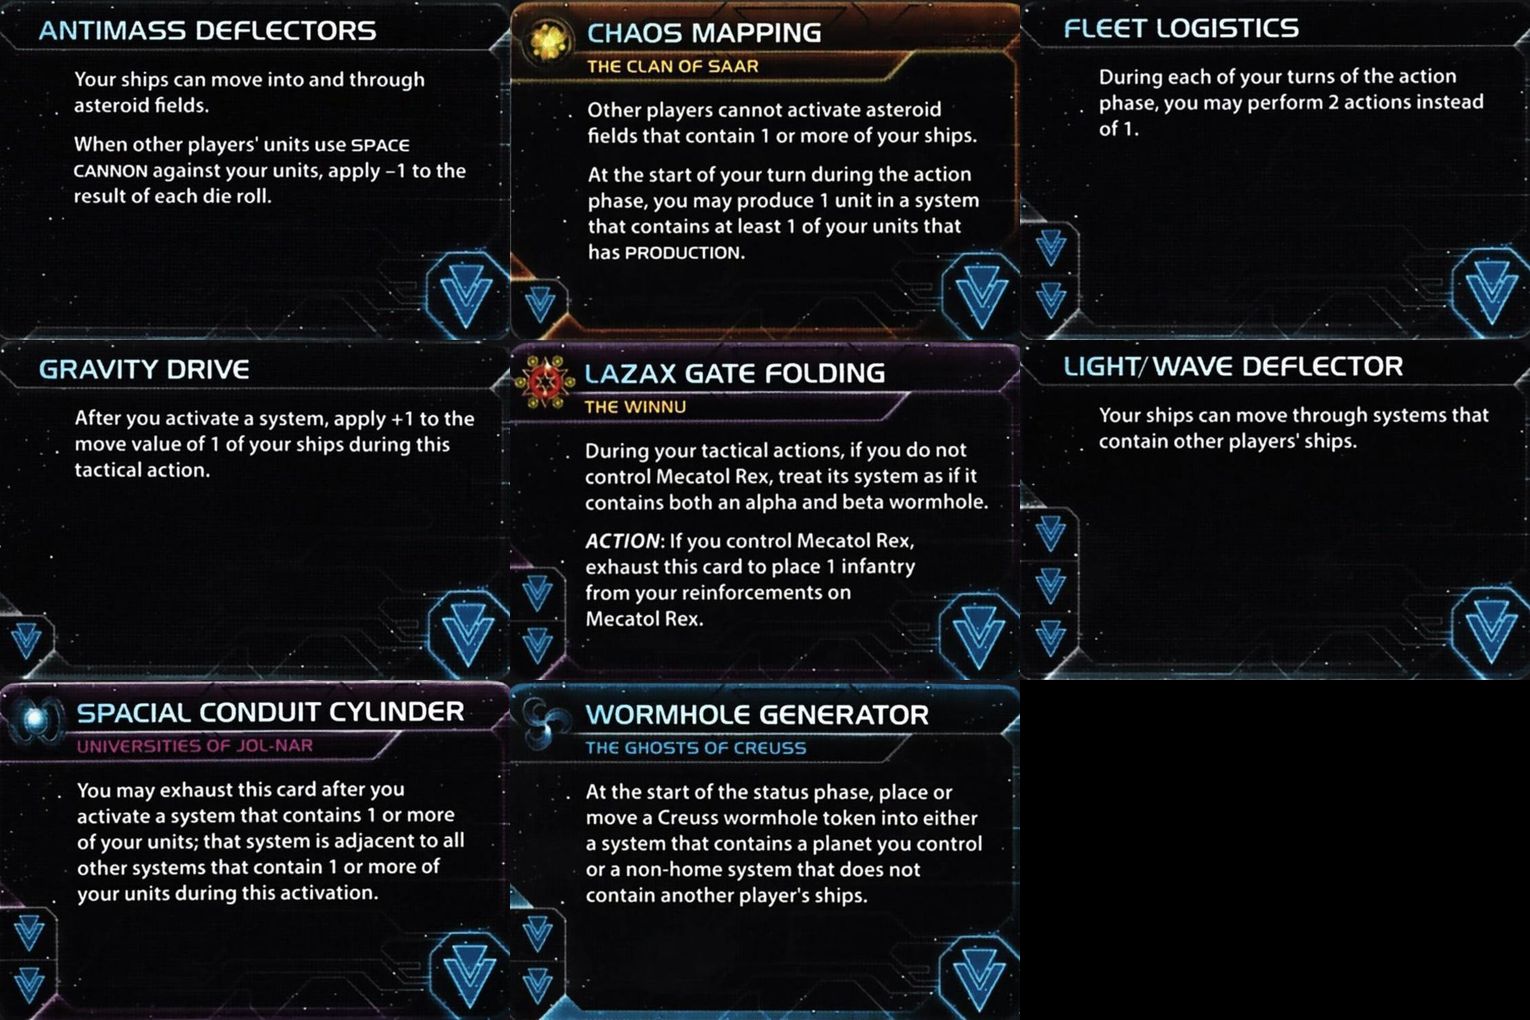 ANTIMASS DEFLECTORS
Your ships can move into and through
asteroid fields.
When other players' units use SPACE
CANNON against your units, apply –1 to the
result of each die roll.
CHAOS MAPPING
THE CLAN OF SAAR
Other players cannot activate asteroid
fields that contain 1 or more of your ships.
At the start of your turn during the action
phase, you may produce 1 unit in a system
that contains at least 1 of your units that
has PRODUCTION.
FLEET LOGISTICS
During each of your turns of the action
phase, you may perform 2 actions instead
of 1.
GRAVITY DRIVE
After you activate a system, apply +1 to the
move value of 1 of your ships during this
tactical action.
LAZAX GATE FOLDING
THE WINNU
During your tactical actions, if you do not
control Mecatol Rex, treat its system as if it
contains both an alpha and beta wormhole.
ACTION: If you control Mecatol Rex,
exhaust this card to place 1 infantry
from your reinforcements on
Mecatol Rex.
LIGHT/WAVE DEFLECTOR
Your ships can move through systems that
contain other players' ships.
SPACIAL CONDUIT CYLINDER
UNIVERSITIES OF JOL-NAR
You may exhaust this card after you
activate a system that contains 1 or more
of your units; that system is adjacent to all
other systems that contain 1 or more of
your units during this activation.
WORMHOLE GENERATOR
THE GHOSTS OF CREUSS
At the start of the status phase, place or
move a Creuss wormhole token into either
a system that contains a planet you control
or a non-home system that does not
contain another player's ships.